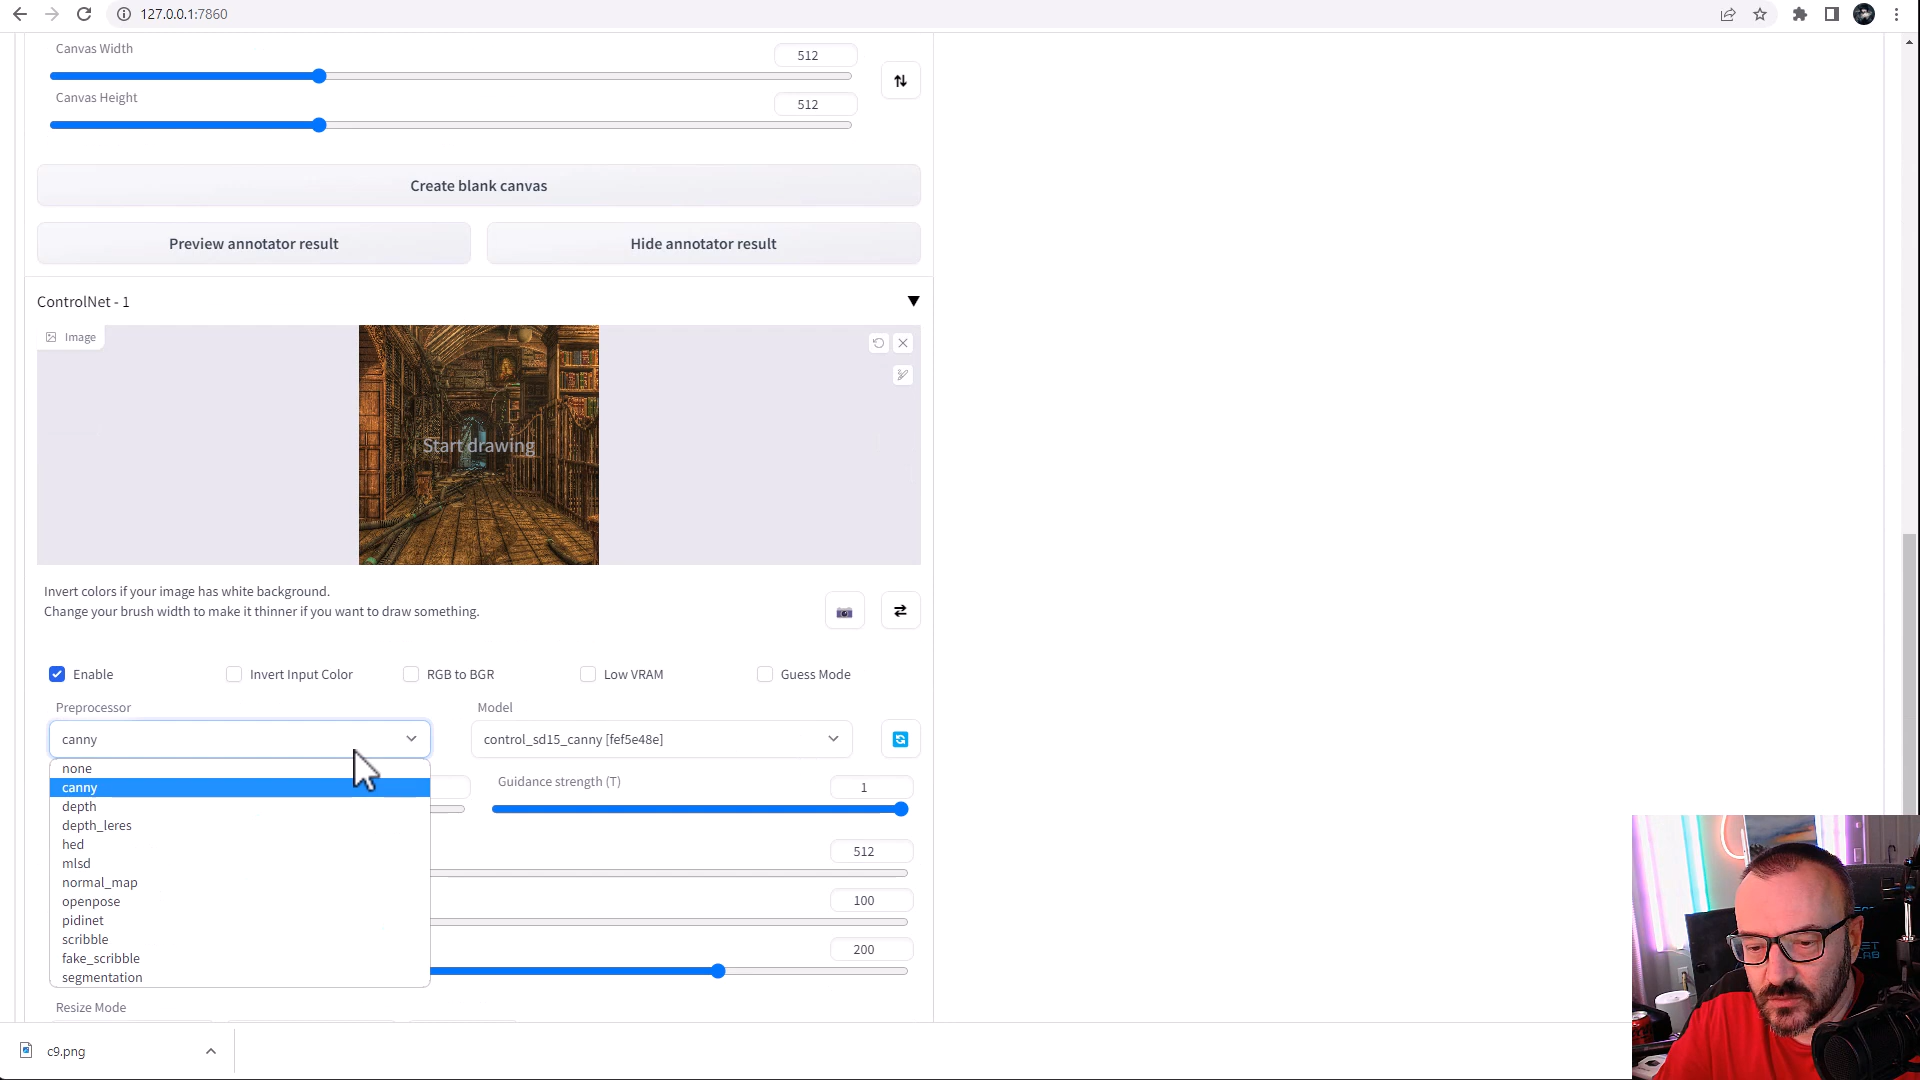 127.0.0.1:7860
Canvas Width
512
Canvas Height
512
Create blank canvas
Preview annotator result
Hide annotator result
ControlNet - 1
Image
Start drawing
Invert colors if your image has white background.
Change your brush width to make it thinner if you want to draw something.
Enable
Invert Input Color
RGB to BGR
Low VRAM
Guess Mode
Preprocessor
Model
canny
control_sd15_canny [fef5e48e]
none
canny
depth
depth_leres
hed
mlsd
normal_map
openpose
pidinet
scribble
fake_scribble
segmentation
Guidance strength (T)
1
512
100
200
Resize Mode
c9.png